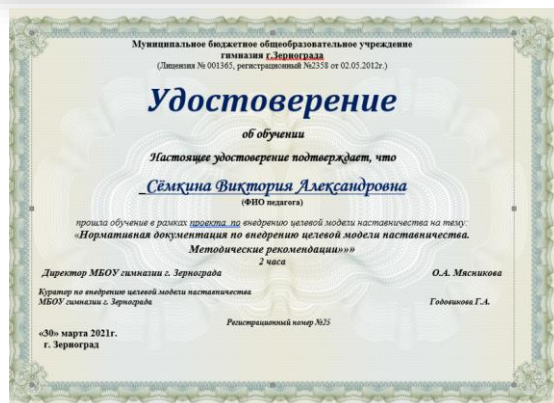 Муниципальное бюджетное общеобразовательное учреждение
гимназия г.Зернограда
(Лицензия № 001365, регистрационный №2358 от 02.05.2012г.)
Удостоверение
об обучении
Настоящее удостоверение подтверждает, что
_Сёмкина Виктория Александровна
(ФИО педагога)
прошла обучение в рамках проекта по внедрению целевой модели наставничества на тему:
«Нормативная документация по внедрению целевой модели наставничества.
Методические рекомендации»»»
2 часа
Директор МБОУ гимназии г. Зернограда О.А. Мясникова
Куратор по внедрению целевой модели наставничества
МБОУ гимназии г. Зернограда Годовикова Г.А.
Регистрационный номер №25
«30» марта 2021г.
г. Зерноград